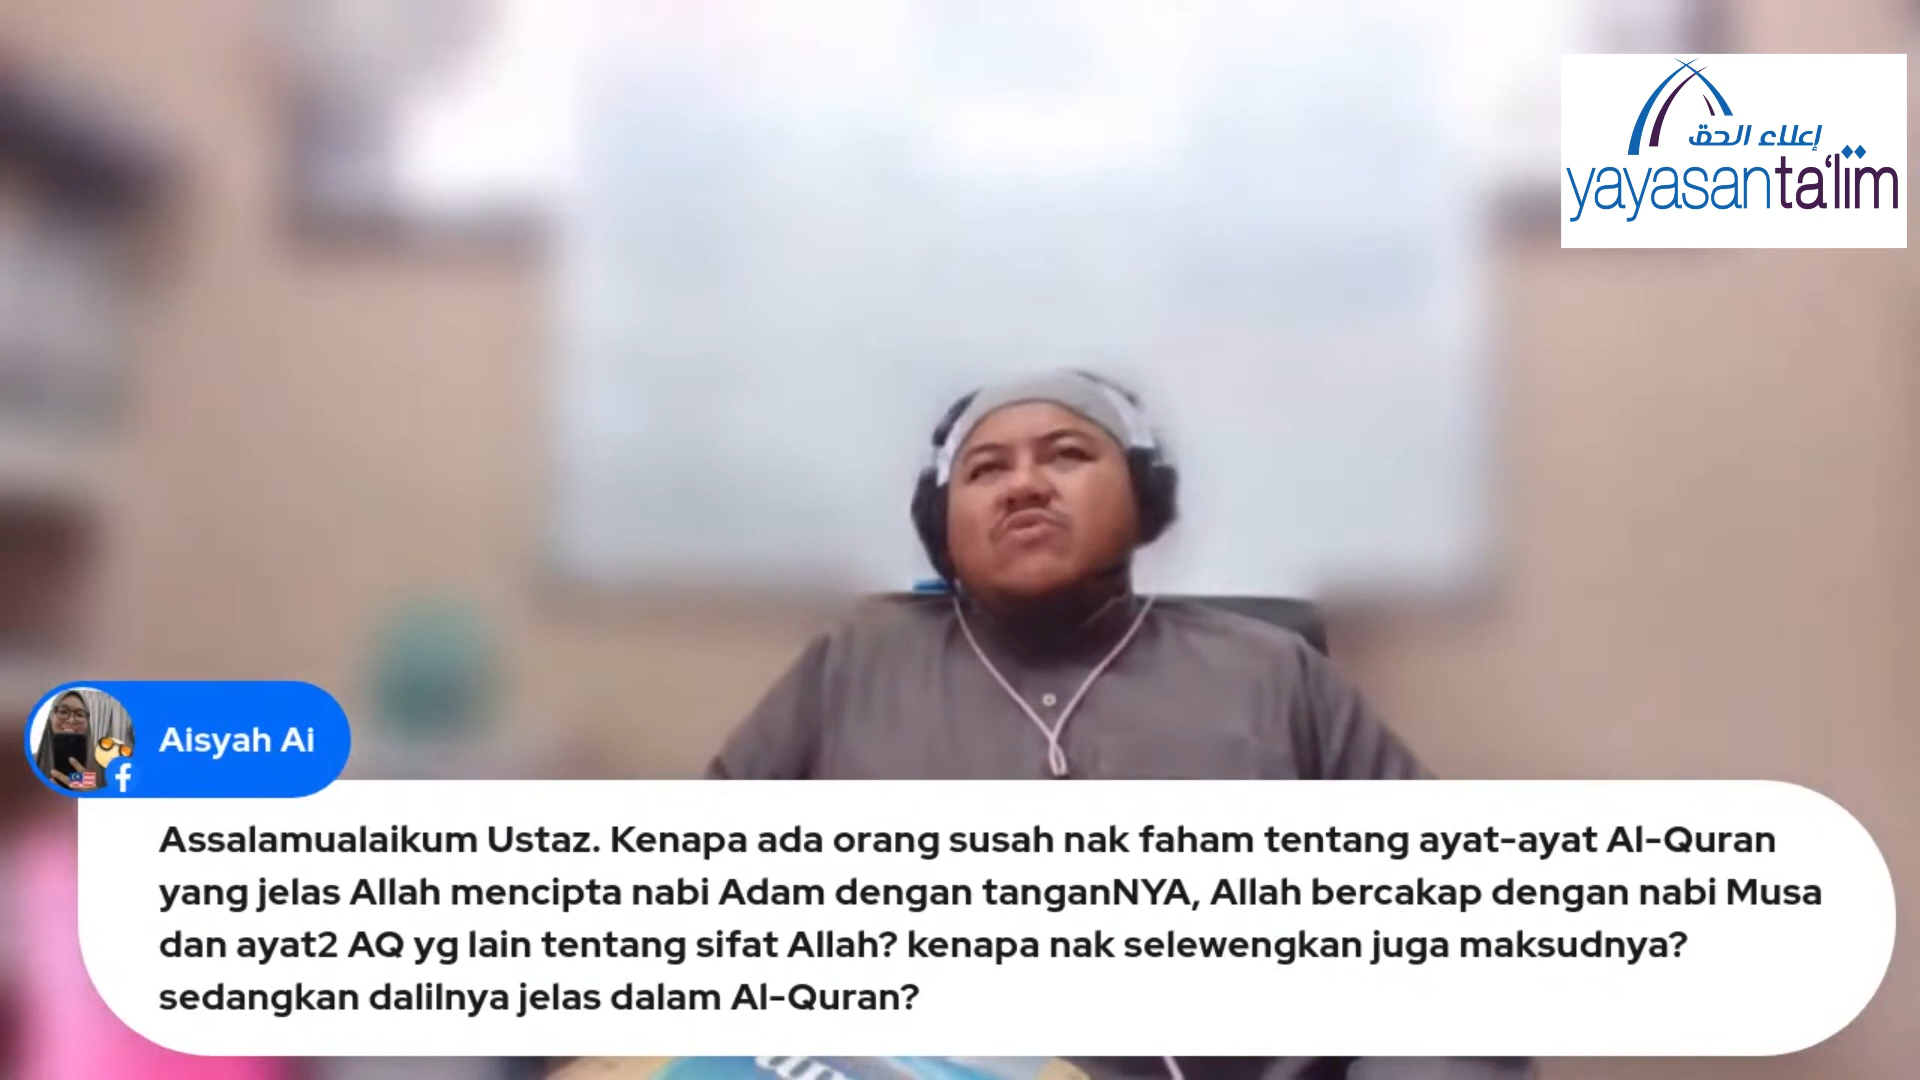 إعلاء الحق
yayasanta'lim
Aisyah Ai
Assalamualaikum Ustaz. Kenapa ada orang susah nak faham tentang ayat-ayat Al-Quran
yang jelas Allah mencipta nabi Adam dengan tanganNYA, Allah bercakap dengan nabi Musa
dan ayat2 AQ yg lain tentang sifat Allah? kenapa nak selewengkan juga maksudnya?
sedangkan dalilnya jelas dalam Al-Quran?